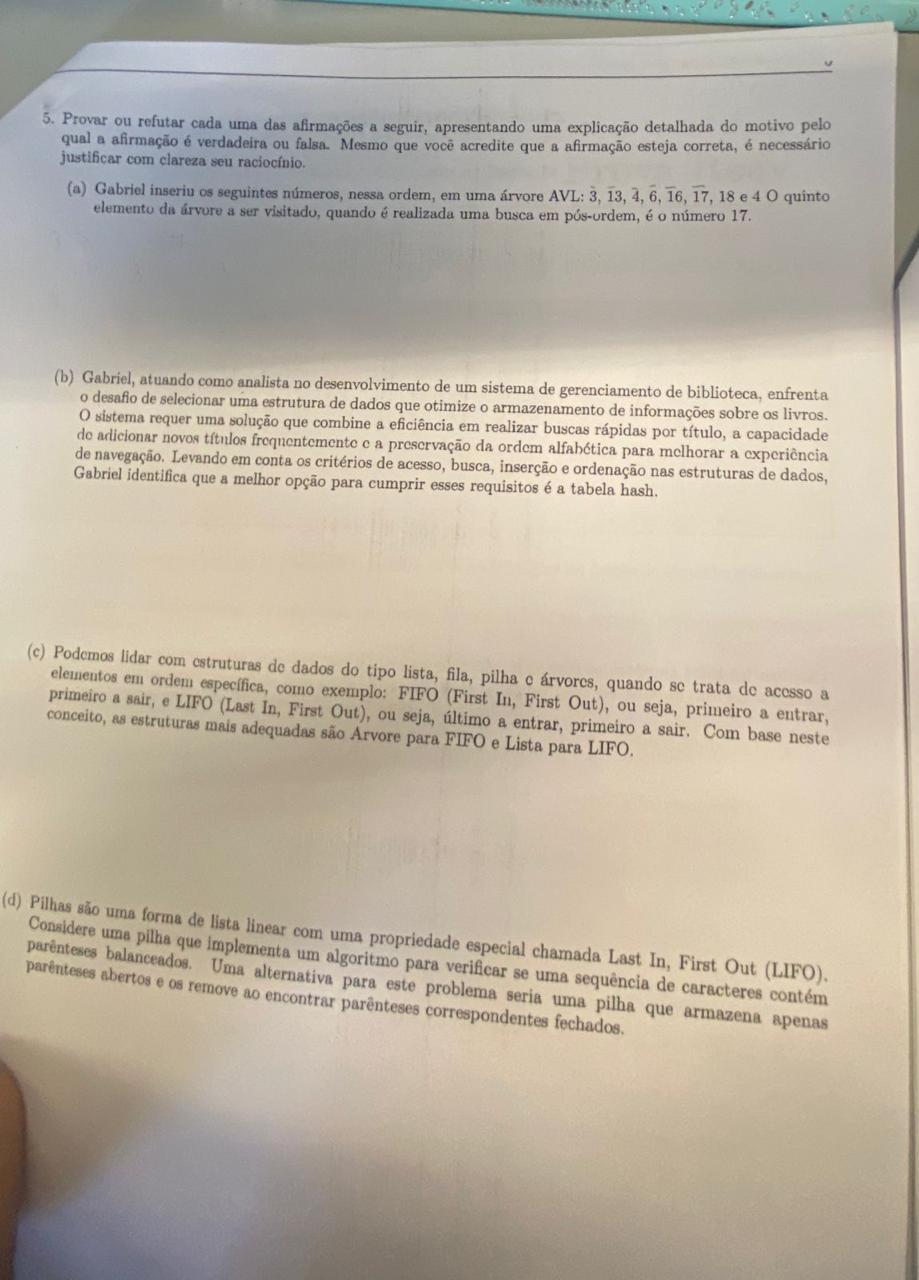 5. Provar ou refutar cada uma das afirmações a seguir, apresentando uma explicação detalhada do motivo pelo
qual a afirmação é verdadeira ou falsa. Mesmo que você acredite que a afirmação esteja correta, é necessário
justificar com clareza seu raciocínio.
(a) Gabriel inseriu os seguintes números, nessa ordem, em uma árvore AVL: 3, 13, 4, 6, 16, 17, 18 e 4 O quinto
elemento da árvore a ser visitado, quando é realizada uma busca em pós-ordem, é o número 17.
(b) Gabriel, atuando como analista no desenvolvimento de um sistema de gerenciamento de biblioteca, enfrenta
o desafio de selecionar uma estrutura de dados que otimize o armazenamento de informações sobre os livros.
O sistema requer uma solução que combine a eficiência em realizar buscas rápidas por título, a capacidade
de adicionar novos títulos frequentemente e a preservação da ordem alfabética para melhorar a experiência
de navegação. Levando em conta os critérios de acesso, busca, inserção e ordenação nas estruturas de dados,
Gabriel identifica que a melhor opção para cumprir esses requisitos é a tabela hash.
(c) Podemos lidar com estruturas de dados do tipo lista, fila, pilha e árvores, quando se trata de acesso a
elementos em ordem específica, como exemplo: FIFO (First In, First Out), ou seja, primeiro a entrar,
primeiro a sair, e LIFO (Last In, First Out), ou seja, último a entrar, primeiro a sair. Com base neste
conceito, as estruturas mais adequadas são Árvore para FIFO e Lista para LIFO.
(d) Pilhas são uma forma de lista linear com uma propriedade especial chamada Last In, First Out (LIFO).
Considere uma pilha que implementa um algoritmo para verificar se uma sequência de caracteres contém
parênteses balanceados. Uma alternativa para este problema seria uma pilha que armazena apenas
parênteses abertos e os remove ao encontrar parênteses correspondentes fechados.